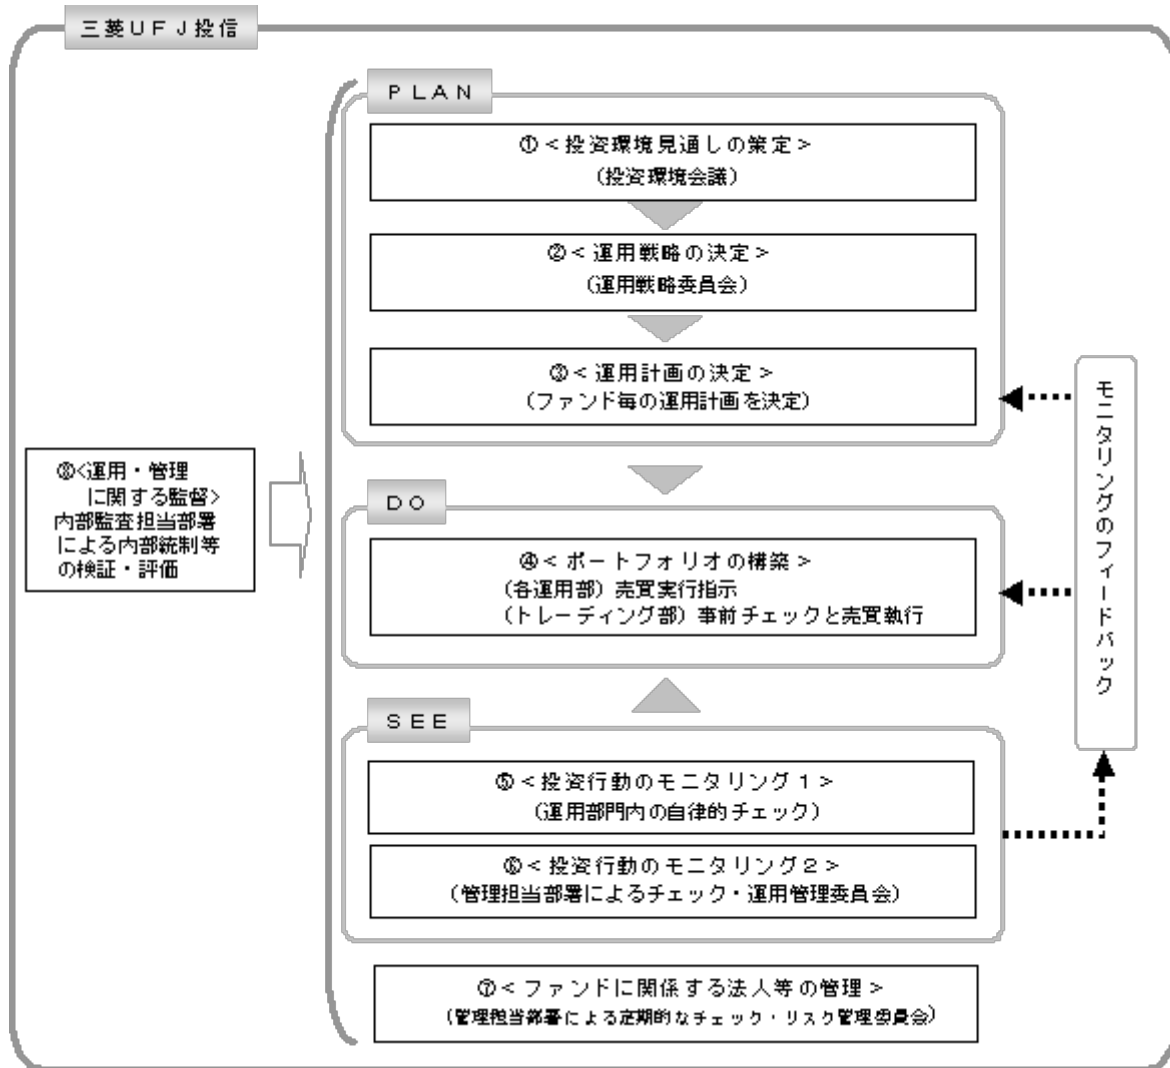 三菱UFJ投信
PLAN
①<投資環境見通しの策定>
(投資環境会議)
②<運用戦略の決定>
(運用戦略委員会)
③<運用計画の決定>
(ファンド毎の運用計画を決定)
⑧<運用・管理
に関する監督>
内部監査担当部署
による内部統制等
の検証・評価
DO
④<ポートフォリオの構築>
(各運用部)売買実行指示
(トレーディング部)事前チェックと売買執行
モニタリングのフィードバック
SEE
⑤<投資行動のモニタリング1>
(運用部門内の自律的チェック)
⑥<投資行動のモニタリング2>
(管理担当部署によるチェック・運用管理委員会)
⑦<ファンドに関係する法人等の管理>
(管理担当部署による定期的なチェック・リスク管理委員会)